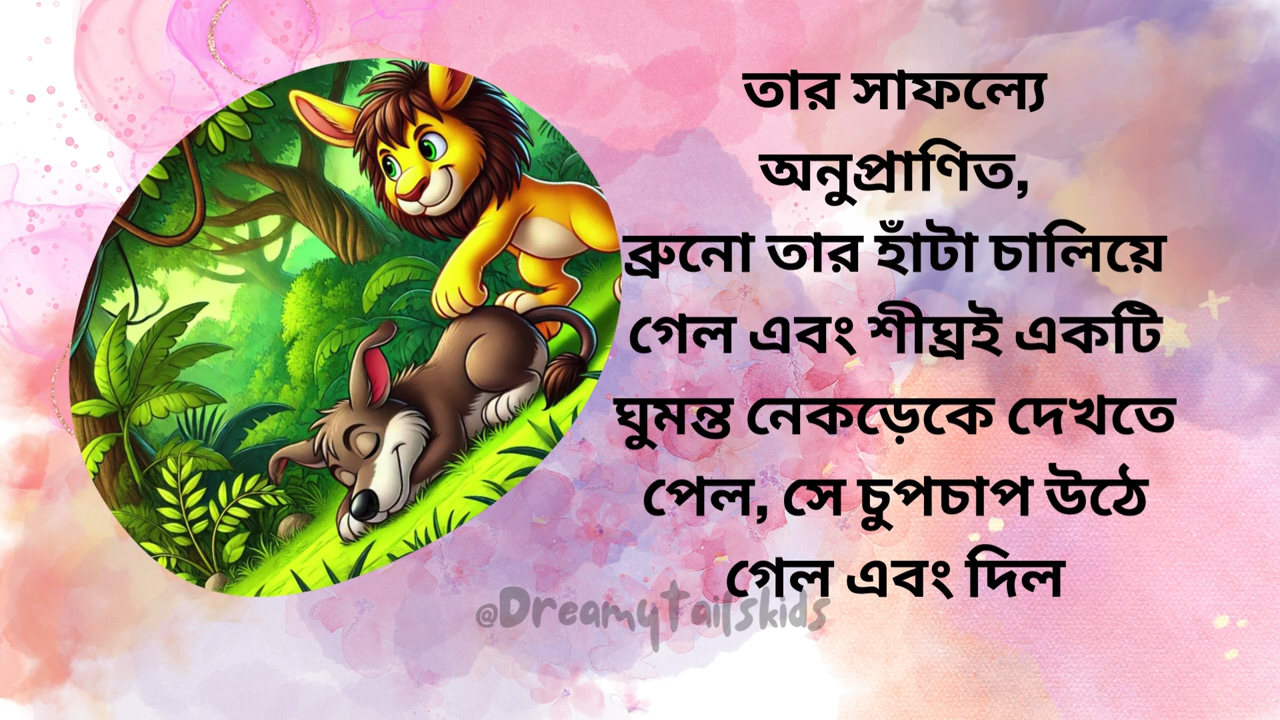 তার সাফল্যে
অনুপ্রাণিত,
ব্রুনো তার হাঁটা চালিয়ে
গেল এবং শীঘ্রই একটি
ঘুমন্ত নেকড়েকে দেখতে
পেল, সে চুপচাপ উঠে
গেল এবং দিল
@DreamyTailskids